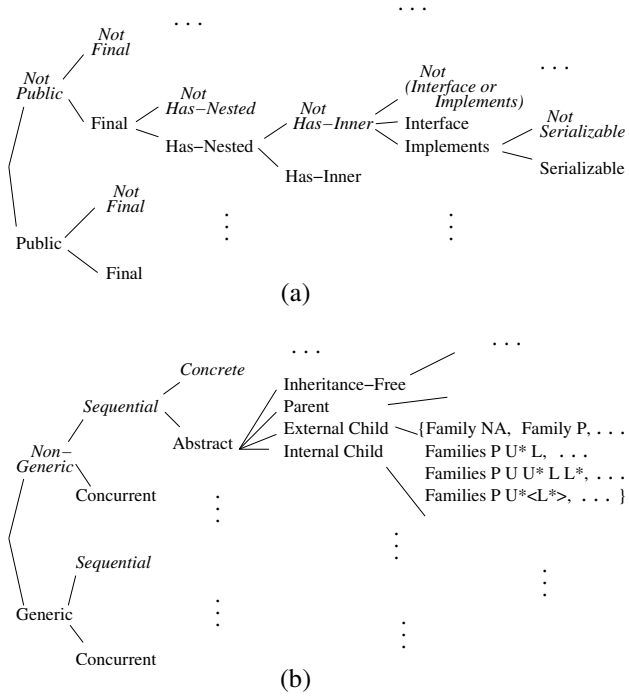 . . .
. . .
Not
Final
Not
Public
. . .
Not
Has−Nested
Not
Has−Inner
Not
(Interface or
Implements)
Final
Interface
Not
Serializable
Has−Nested
Implements
Has−Inner
Serializable
Not
Final
Public
Final
(a)
. . .
. . .
Concrete
Inheritance−Free
Sequential
Parent
Abstract
External Child
{Family NA, Family P, . . .
Internal Child
Families P U* L, . . .
Non−
Generic
Families P U U* L L*, . . .
Concurrent
Families P U*<L*>, . . . }
Sequential
Generic
Concurrent
(b)